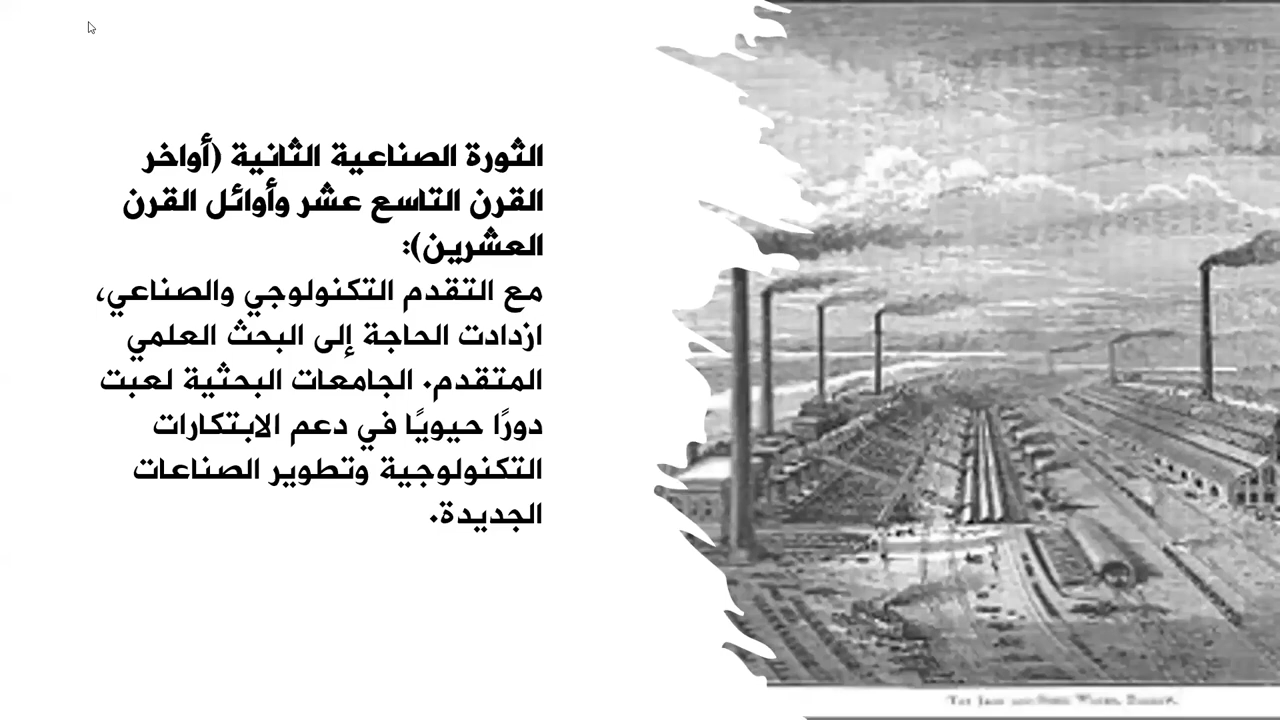 الثورة الصناعية الثانية (أواخر
القرن التاسع عشر وأوائل القرن
العشرين):
مع التقدم التكنولوجي والصناعي،
ازدادت الحاجة إلى البحث العلمي
المتقدم. الجامعات البحثية لعبت
دورًا حيويًا في دعم الابتكارات
التكنولوجية وتطوير الصناعات
الجديدة.